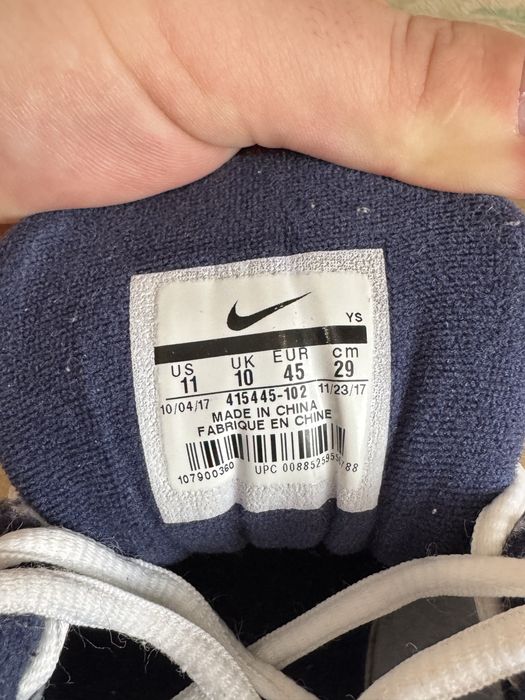 YS
US UK EUR cm
11 10 45 29
10/04/17 415445-102 11/23/17
MADE IN CHINA
FABRIQUE EN CHINE
107900360 UPC